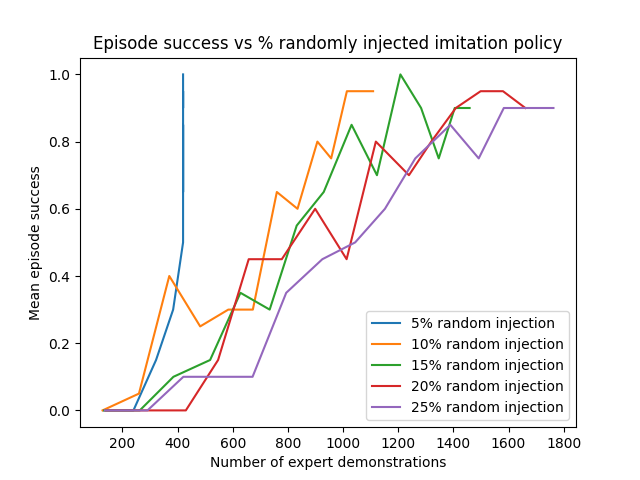 Episode success vs % randomly injected imitation policy
Mean episode success
1.0
0.8
0.6
0.4
0.2
0.0
5% random injection
10% random injection
15% random injection
20% random injection
25% random injection
200 400 600 800 1000 1200 1400 1600 1800
Number of expert demonstrations